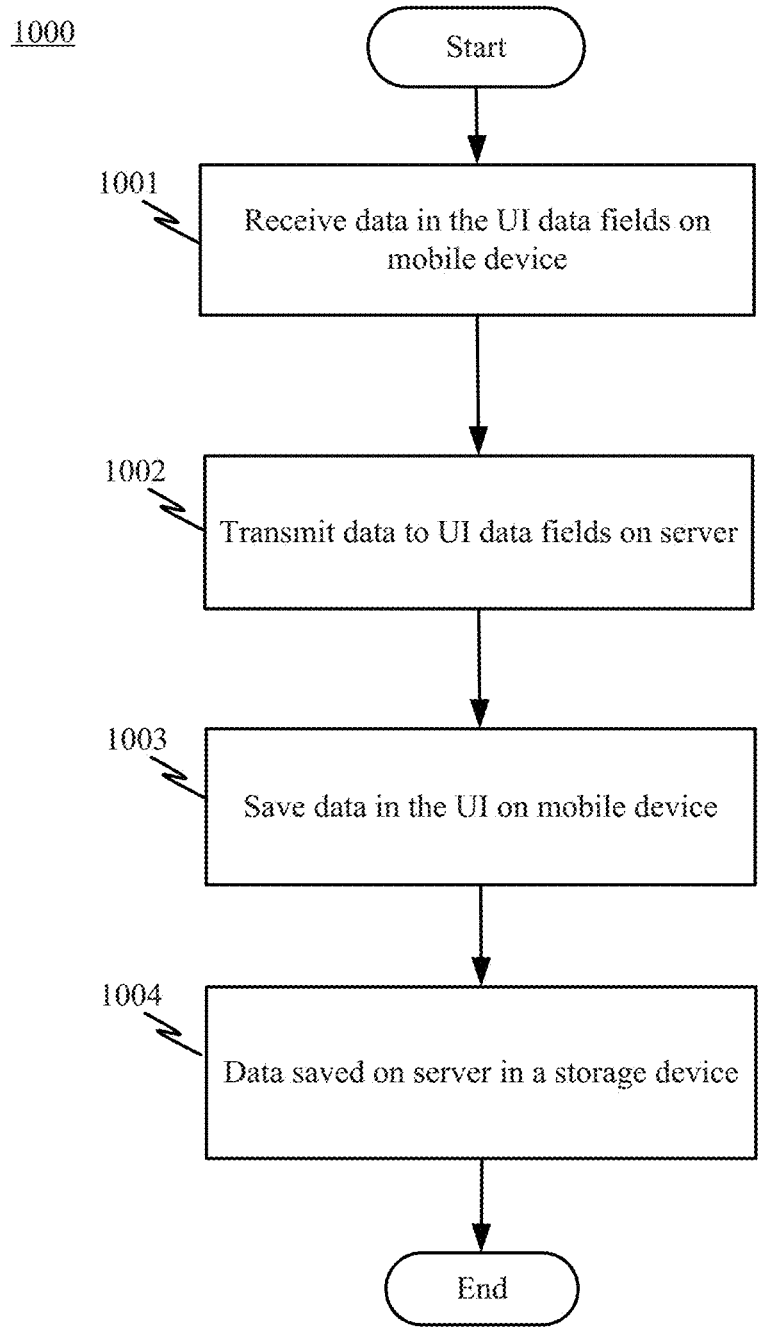 1000
Start
1001
Receive data in the UI data fields on
mobile device
1002
Transmit data to UI data fields on server
1003
Save data in the UI on mobile device
1004
Data saved on server in a storage device
End